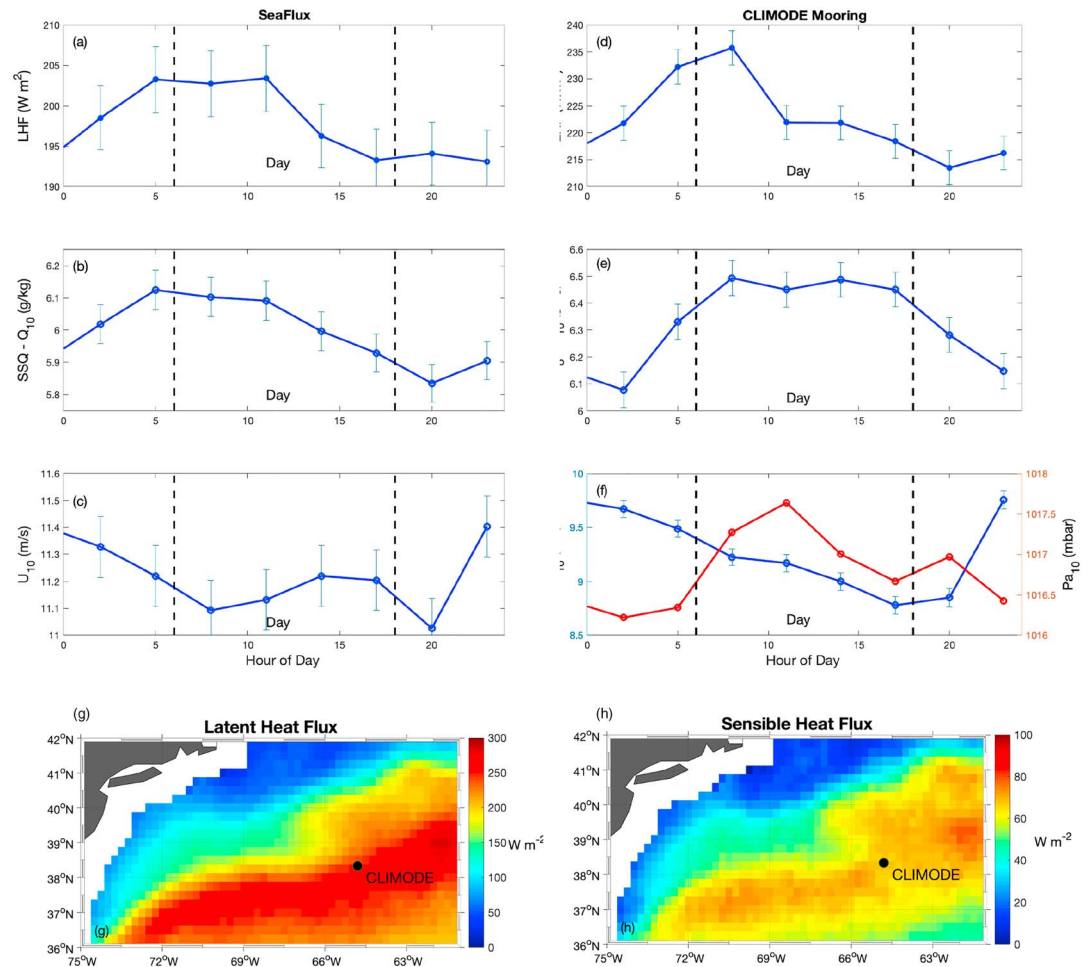 SeaFlux
CLIMODE Mooring
(a)
LHF (W m²)
210
205
200
195
190
Day
0 5 10 15 20
(d)
240
235
230
225
220
215
210
Day
0 5 10 15 20
(b)
SSQ - Q10 (g/kg)
6.2
6.1
6
5.9
5.8
Day
0 5 10 15 20
(e)
6.6
6.5
6.4
6.3
6.2
6.1
6
Day
0 5 10 15 20
(c)
U10 (m/s)
11.6
11.5
11.4
11.3
11.2
11.1
11
Day
0 5 10 15 20
Hour of Day
(f)
10
9.5
9
8.5
Day
1018
1017.5
1017
1016.5
1016
Pa10 (mbar)
0 5 10 15 20
Hour of Day
(g)
Latent Heat Flux
42°N
41°N
40°N
39°N
38°N
37°N
36°N
CLIMODE
(g)
75°W 72°W 69°W 66°W 63°W
300
250
200
150
100
50
0
(h)
Sensible Heat Flux
42°N
41°N
40°N
39°N
38°N
37°N
36°N
CLIMODE
(h)
75°W 72°W 69°W 66°W 63°W
100
80
60
40
20
0
W m-2